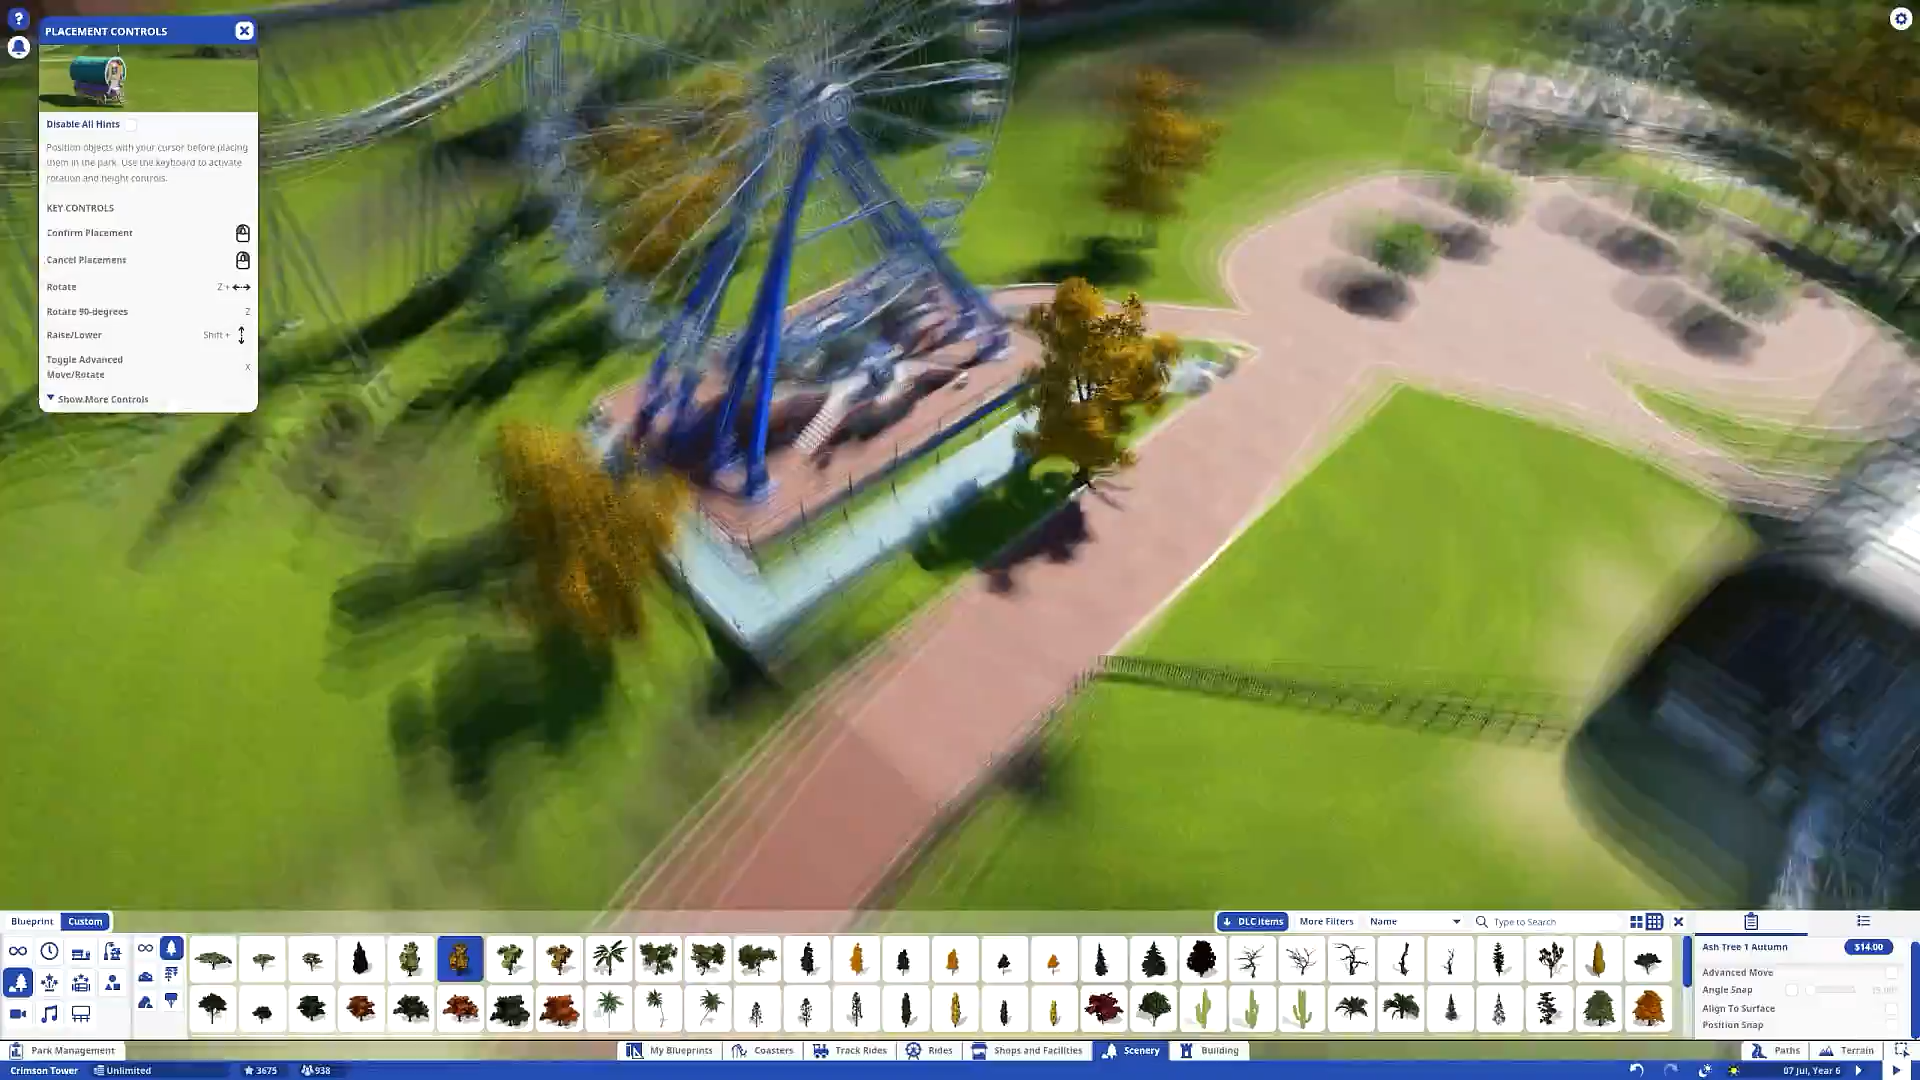 ?
PLACEMENT CONTROLS
Disable All Hints
Position objects with your cursor before placing
them in the park. Use the keyboard to activate
rotation and height controls.
KEY CONTROLS
Confirm Placement
Cancel Placement
Rotate Z +
Rotate 90-degrees Z
Raise/Lower Shift +
Toggle Advanced
Move/Rotate X
Show More Controls
Blueprint Custom
DLC items More Filters Name Type to Search
Ash Tree 1 Autumn $14.00
Advanced Move
Angle Snap
Align To Surface
Position Snap
Park Management My Blueprints Coasters Track Rides Rides Shops and Facilities Scenery Building Paths Terrain
Crimson Tower Unlimited 3675 938 07 Jul, Year 6